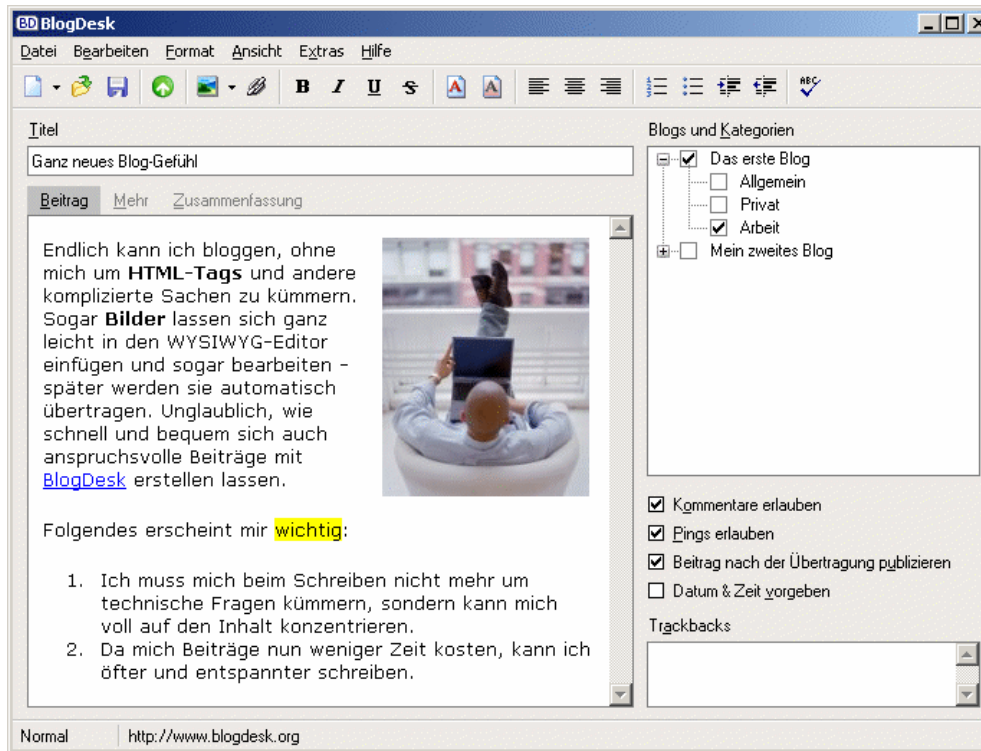 BD BlogDesk
Datei Bearbeiten Format Ansicht Extras Hilfe
B I U S A A ABC
Titel
Ganz neues Blog-Gefühl
Beitrag Mehr Zusammenfassung
Endlich kann ich bloggen, ohne
mich um HTML-Tags und andere
komplizierte Sachen zu kümmern.
Sogar Bilder lassen sich ganz
leicht in den WYSIWYG-Editor
einfügen und sogar bearbeiten -
später werden sie automatisch
übertragen. Unglaublich, wie
schnell und bequem sich auch
anspruchsvolle Beiträge mit
BlogDesk erstellen lassen.
Folgendes erscheint mir wichtig:
1. Ich muss mich beim Schreiben nicht mehr um
technische Fragen kümmern, sondern kann mich
voll auf den Inhalt konzentrieren.
2. Da mich Beiträge nun weniger Zeit kosten, kann ich
öfter und entspannter schreiben.
Blogs und Kategorien
Das erste Blog
Allgemein
Privat
Arbeit
Mein zweites Blog
Kommentare erlauben
Pings erlauben
Beitrag nach der Übertragung publizieren
Datum & Zeit vorgeben
Trackbacks
Normal http://www.blogdesk.org